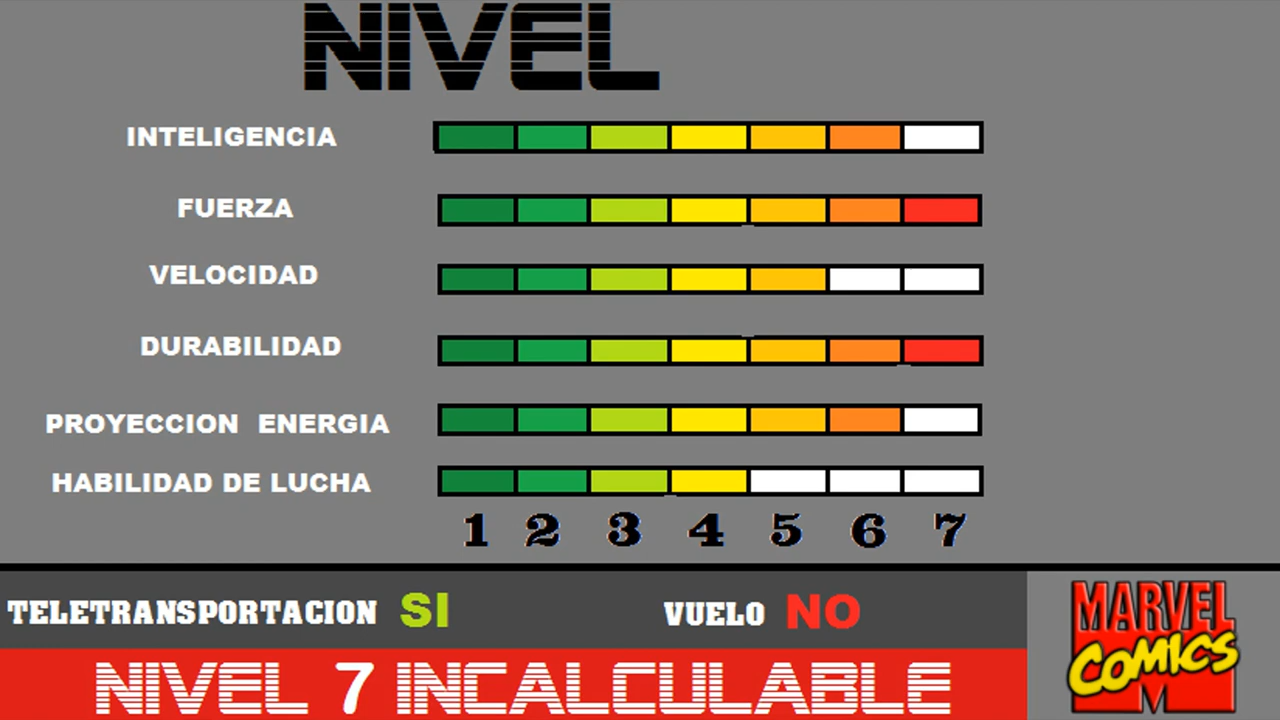 NIVEL
INTELIGENCIA
FUERZA
VELOCIDAD
DURABILIDAD
PROYECCION ENERGIA
HABILIDAD DE LUCHA
1 2 3 4 5 6 7
TELETRANSPORTACION SI VUELO NO
NIVEL 7 INCALCULABLE
MARVEL
COMICS
M